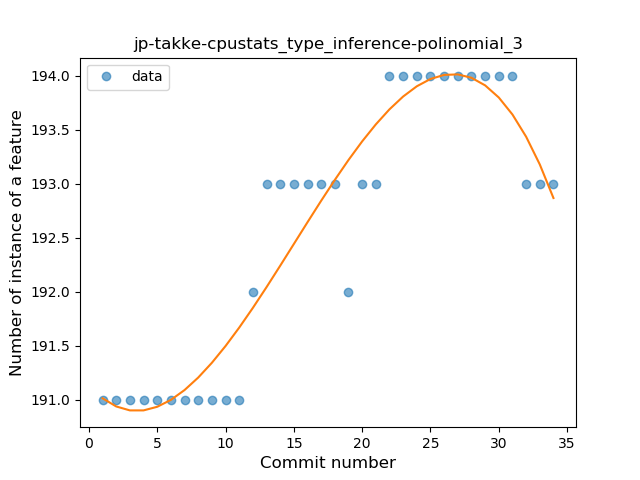 jp-takke-cpustats_type_inference-polinomial_3
data
Number of instance of a feature
194.0
193.5
193.0
192.5
192.0
191.5
191.0
0 5 10 15 20 25 30 35
Commit number